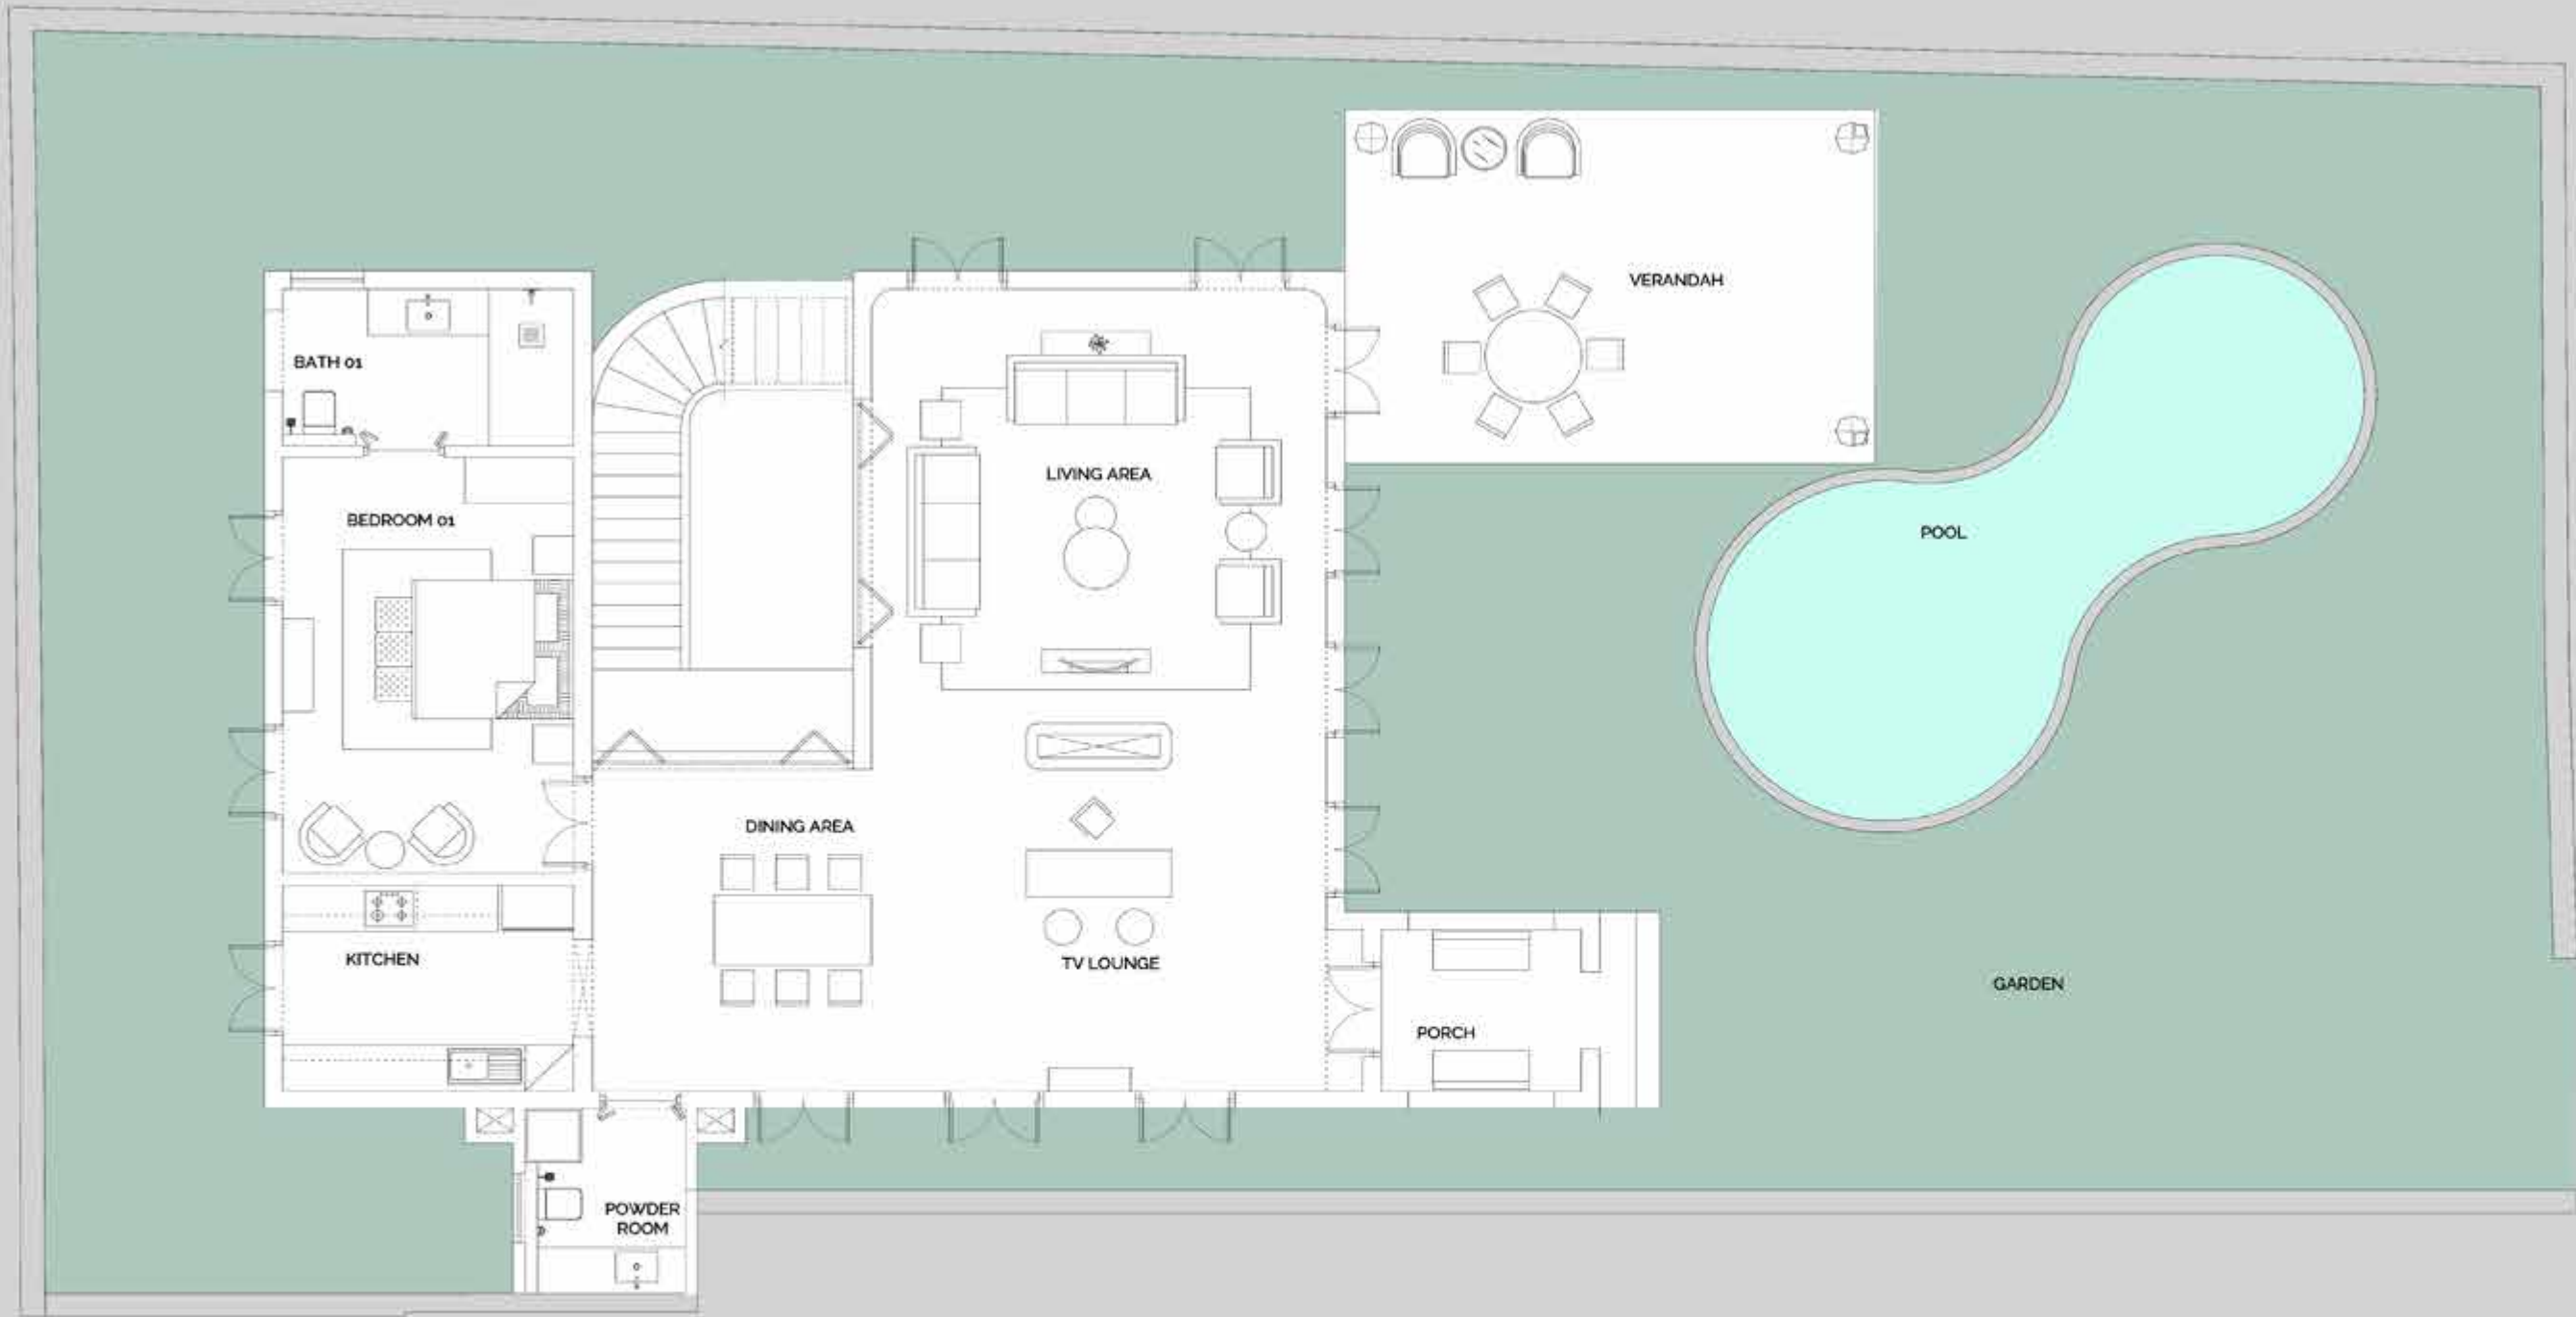 VERANDAH
BATH 01
LIVING AREA
BEDROOM 01
POOL
DINING AREA
KITCHEN
TV LOUNGE
GARDEN
PORCH
POWDER
ROOM